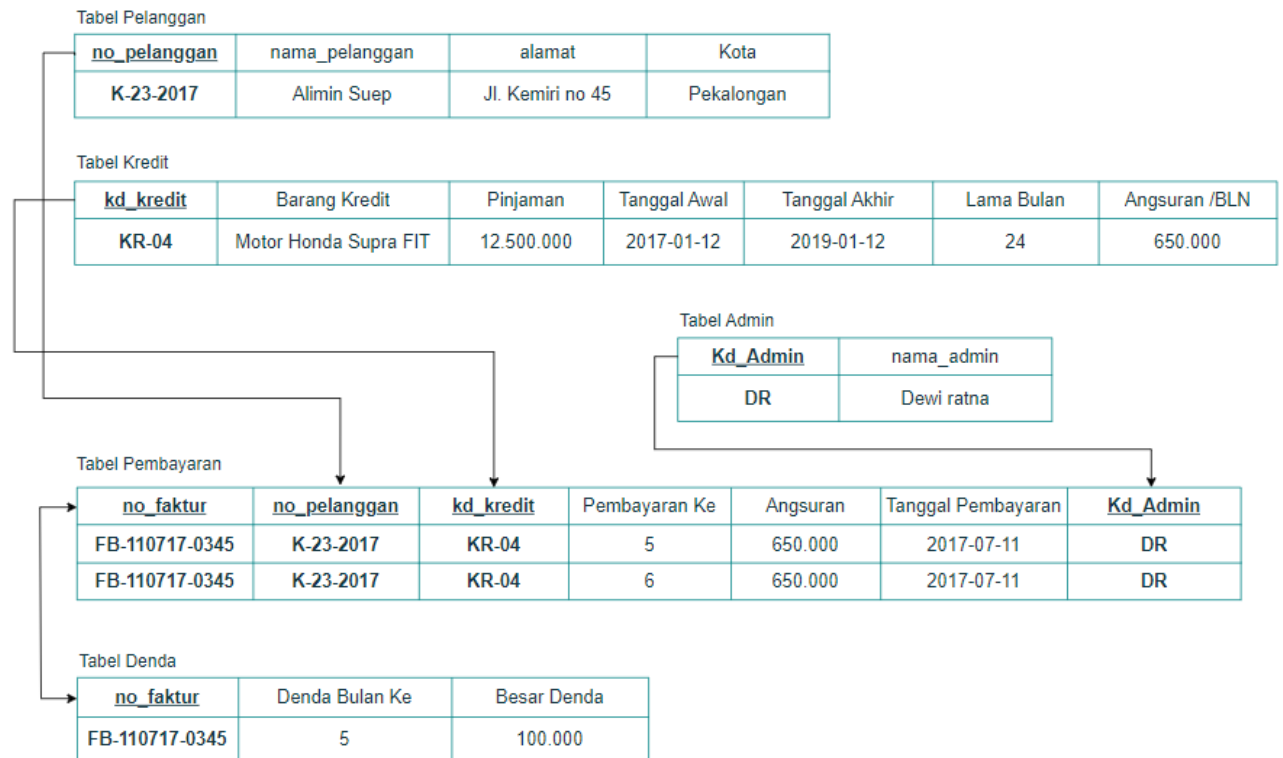 Tabel Pelanggan
no_pelanggan nama_pelanggan alamat Kota
K-23-2017 Alimin Suep Jl. Kemiri no 45 Pekalongan
Tabel Kredit
kd_kredit Barang Kredit Pinjaman Tanggal Awal Tanggal Akhir Lama Bulan Angsuran /BLN
KR-04 Motor Honda Supra FIT 12.500.000 2017-01-12 2019-01-12 24 650.000
Tabel Admin
Kd_Admin nama_admin
DR Dewi ratna
Tabel Pembayaran
no_faktur no_pelanggan kd_kredit Pembayaran Ke Angsuran Tanggal Pembayaran Kd_Admin
FB-110717-0345 K-23-2017 KR-04 5 650.000 2017-07-11 DR
FB-110717-0345 K-23-2017 KR-04 6 650.000 2017-07-11 DR
Tabel Denda
no_faktur Denda Bulan Ke Besar Denda
FB-110717-0345 5 100.000